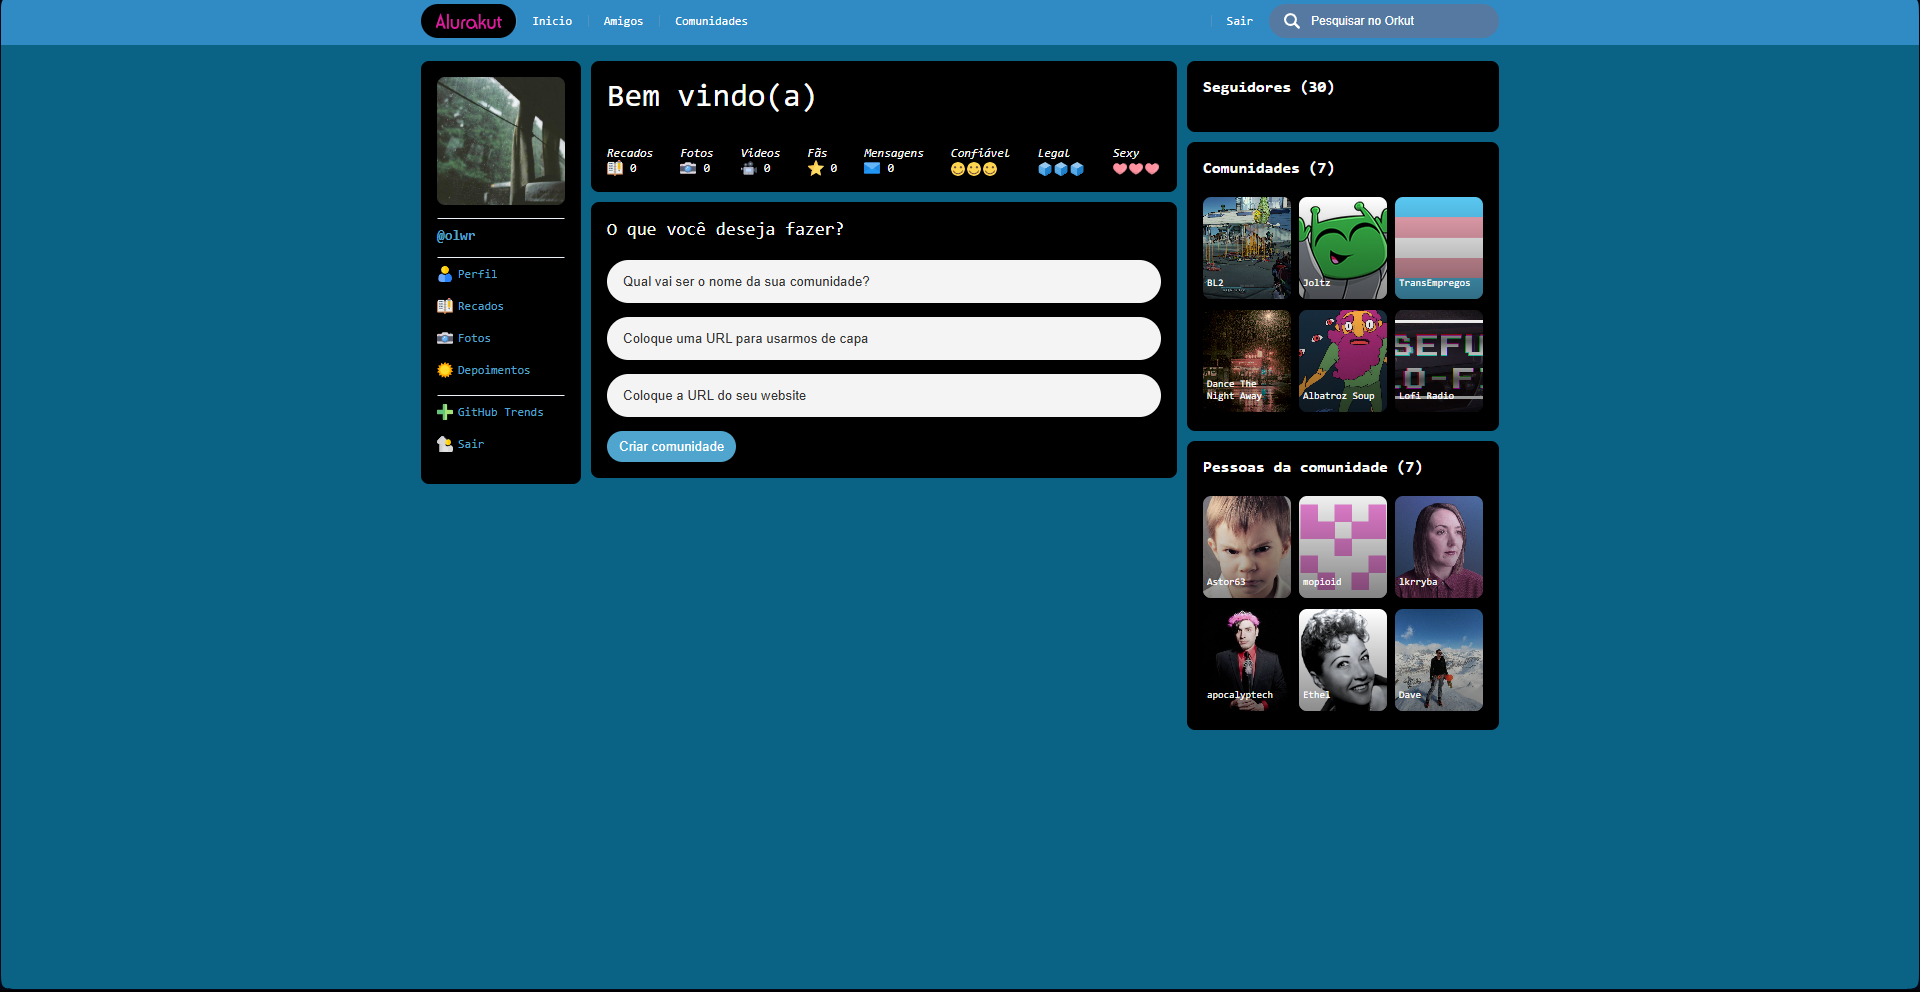 Alurakut
Inicio
Amigos
Comunidades
Sair
Pesquisar no Orkut
@olwr
Perfil
Recados
Fotos
Depoimentos
GitHub Trends
Sair
Bem vindo(a)
Recados
0
Fotos
0
Videos
0
Fãs
0
Mensagens
0
Confiável
Legal
Sexy
O que você deseja fazer?
Qual vai ser o nome da sua comunidade?
Coloque uma URL para usarmos de capa
Coloque a URL do seu website
Criar comunidade
Seguidores (30)
Comunidades (7)
BL2
Joltz
TransEmpregos
Dance The
Night Away
Albatroz Soup
SEFU
LO-FI
Lofi Radio
Pessoas da comunidade (7)
Astor63
mopioid
lkrryba
apocalyptech
Ethel
Dave